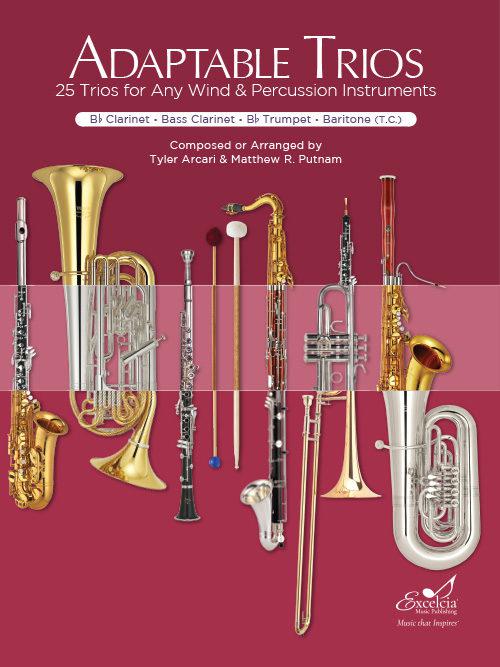 ADAPTABLE TRIOS
25 Trios for Any Wind & Percussion Instruments
B♭ Clarinet • Bass Clarinet • B♭ Trumpet • Baritone (T.C.)
Composed or Arranged by
Tyler Arcari & Matthew R. Putnam
Excelcia
Music Publishing
Music that Inspires